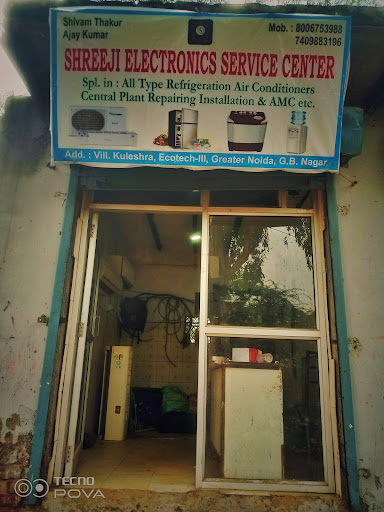 Shivam Thakur
Ajay Kumar
Mob. : 8006753988
7409883196
SHREEJI ELECTRONICS SERVICE CENTER
Spl. in : All Type Refrigeration Air Conditioners
Central Plant Repairing Installation & AMC etc.
Add. : Vill. Kuleshra, Ecotech-III, Greater Noida, G.B. Nagar
TECNO
POVA